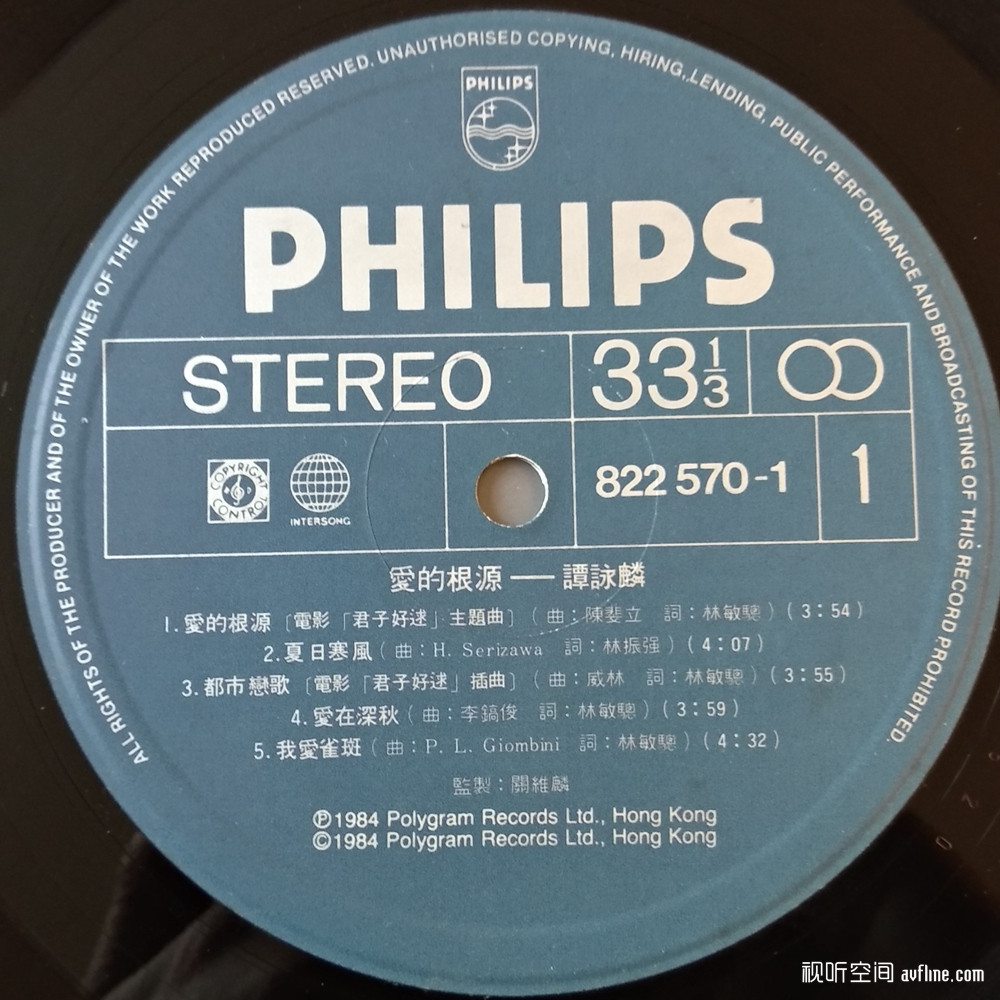 ALL RIGHTS OF THE PRODUCER AND OF THE OWNER OF THE WORK REPRODUCED RESERVED. UNAUTHORISED COPYING, HIRING, LENDING, PUBLIC PERFORMANCE AND BROADCASTING OF THIS RECORD PROHIBITED.
PHILIPS
PHILIPS
STEREO 33 1/3
COPYRIGHT CONTROL
INTERSONG
822 570-1 1
愛的根源 — 譚詠麟
1.愛的根源〔電影「君子好逑」主題曲〕(曲:陳斐立 詞:林敏驄)(3:54)
2.夏日寒風(曲:H. Serizawa 詞:林振强)(4:07)
3.都市戀歌〔電影「君子好逑」插曲〕(曲:威林 詞:林敏驄)(3:55)
4.愛在深秋(曲:李鎬俊 詞:林敏驄)(3:59)
5.我愛雀斑(曲:P. L. Giombini 詞:林敏驄)(4:32)
監製:關維麟
Ⓟ1984 Polygram Records Ltd., Hong Kong
©1984 Polygram Records Ltd., Hong Kong
视听空间 avfline.com